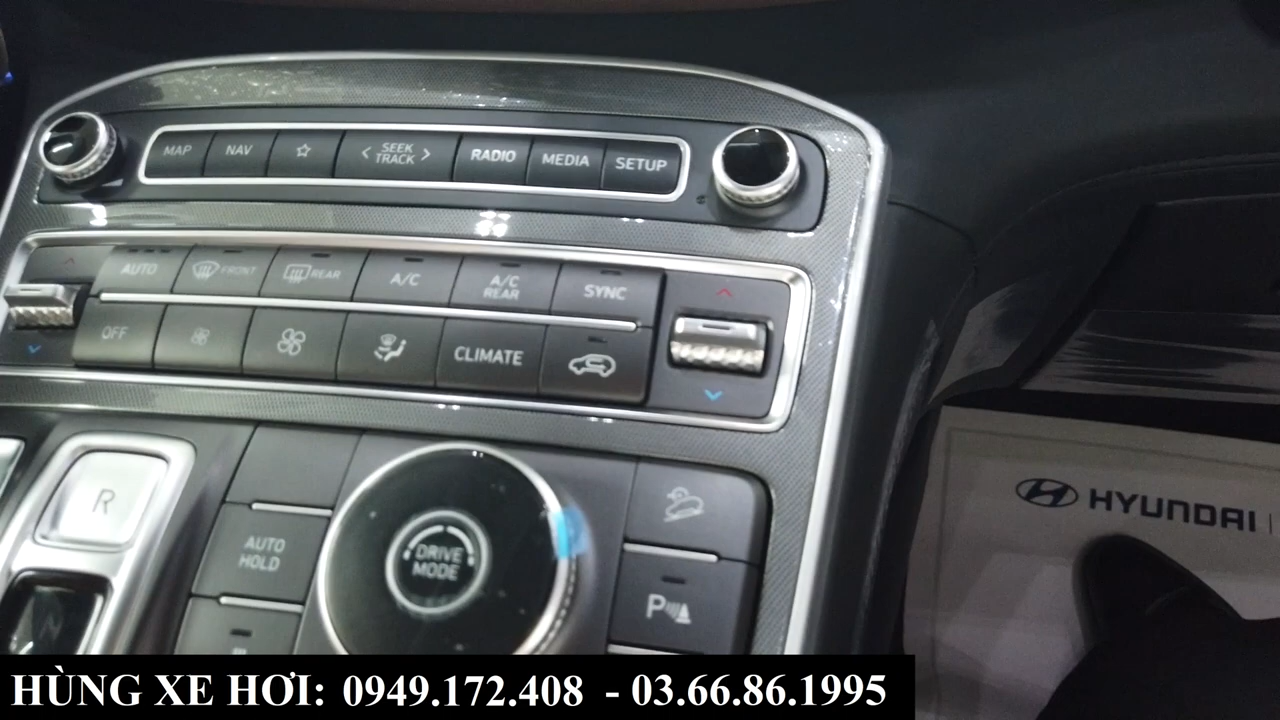 MAP NAV SEEK TRACK RADIO MEDIA SETUP
AUTO FRONT REAR A/C A/C REAR SYNC
OFF CLIMATE
R
AUTO HOLD
DRIVE MODE
P
HYUNDAI
HÙNG XE HƠI: 0949.172.408 - 03.66.86.1995